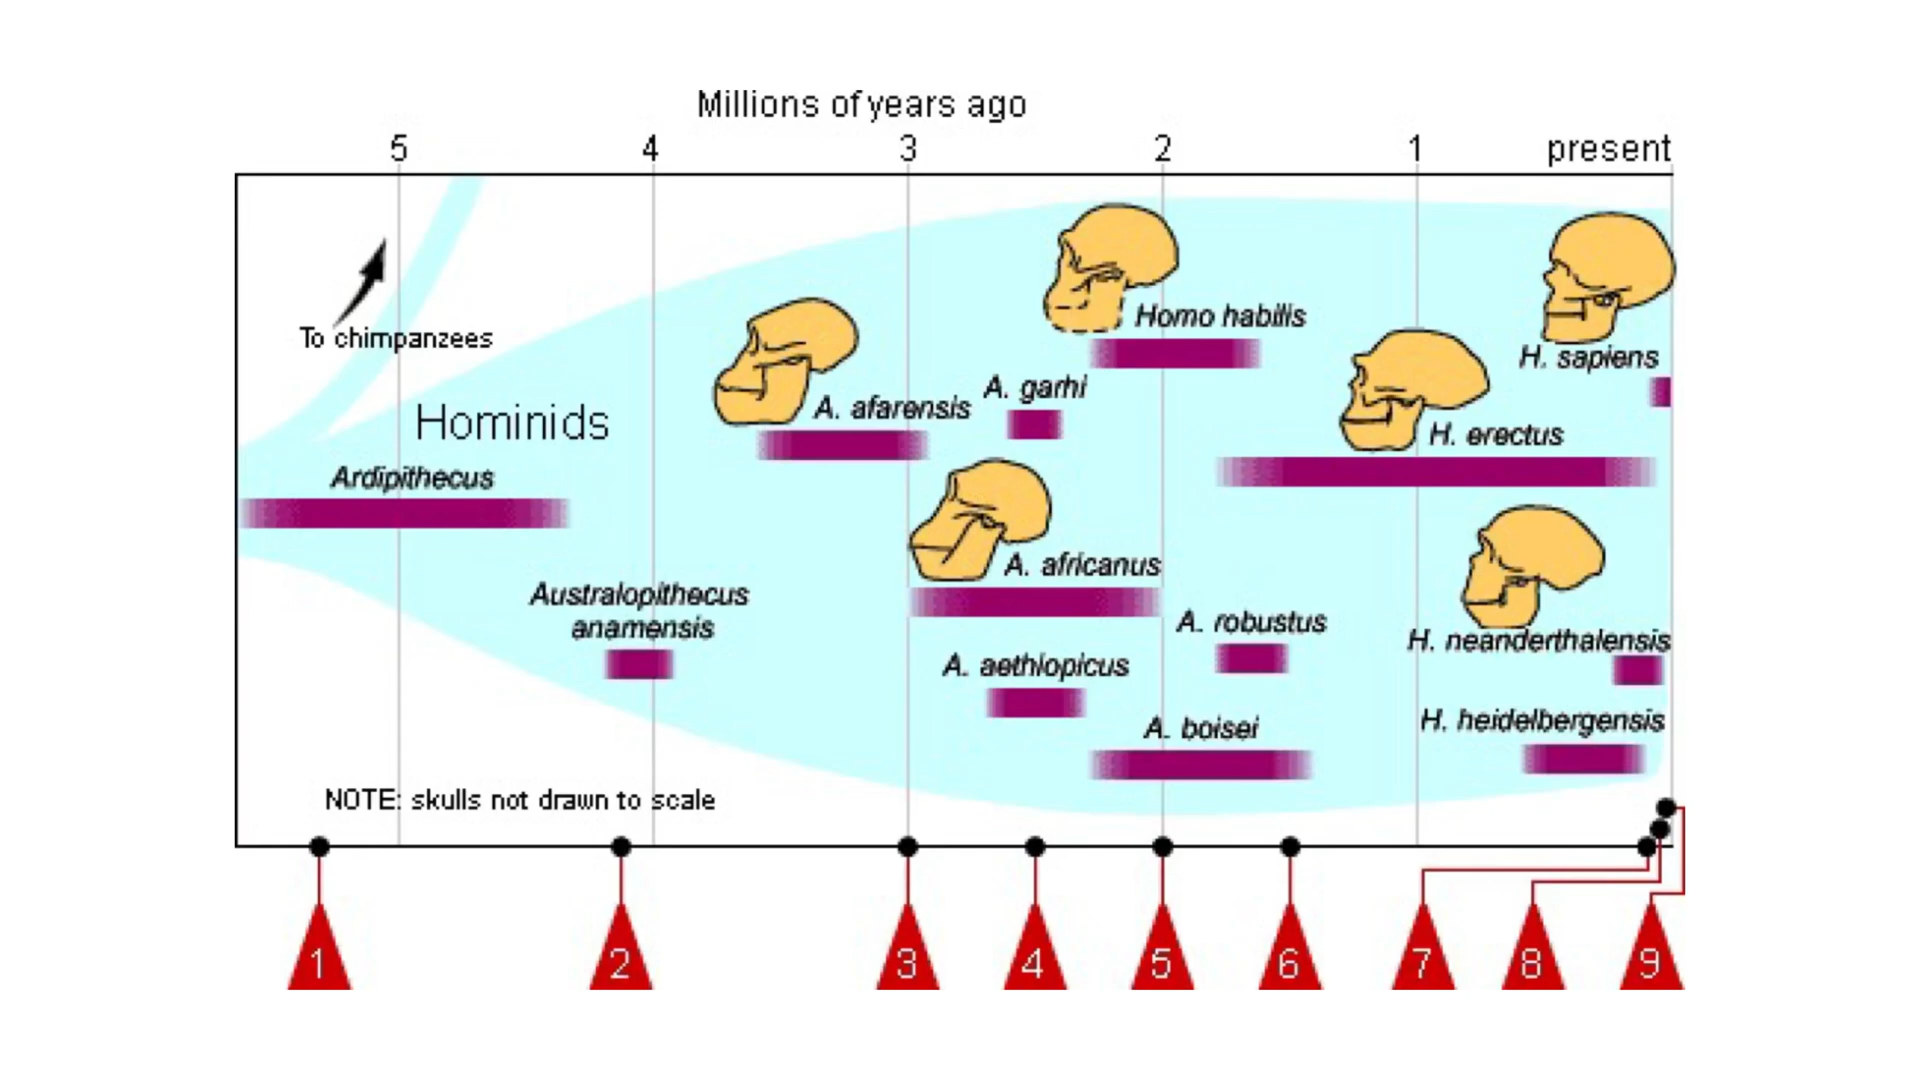 Millions of years ago
5 4 3 2 1 present
To chimpanzees
Hominids
Ardipithecus
Australopithecus
anamensis
A. afarensis
A. garhi
Homo habilis
A. africanus
A. aethiopicus
A. robustus
A. boisei
H. sapiens
H. erectus
H. neanderthalensis
H. heidelbergensis
NOTE: skulls not drawn to scale
1 2 3 4 5 6 7 8 9